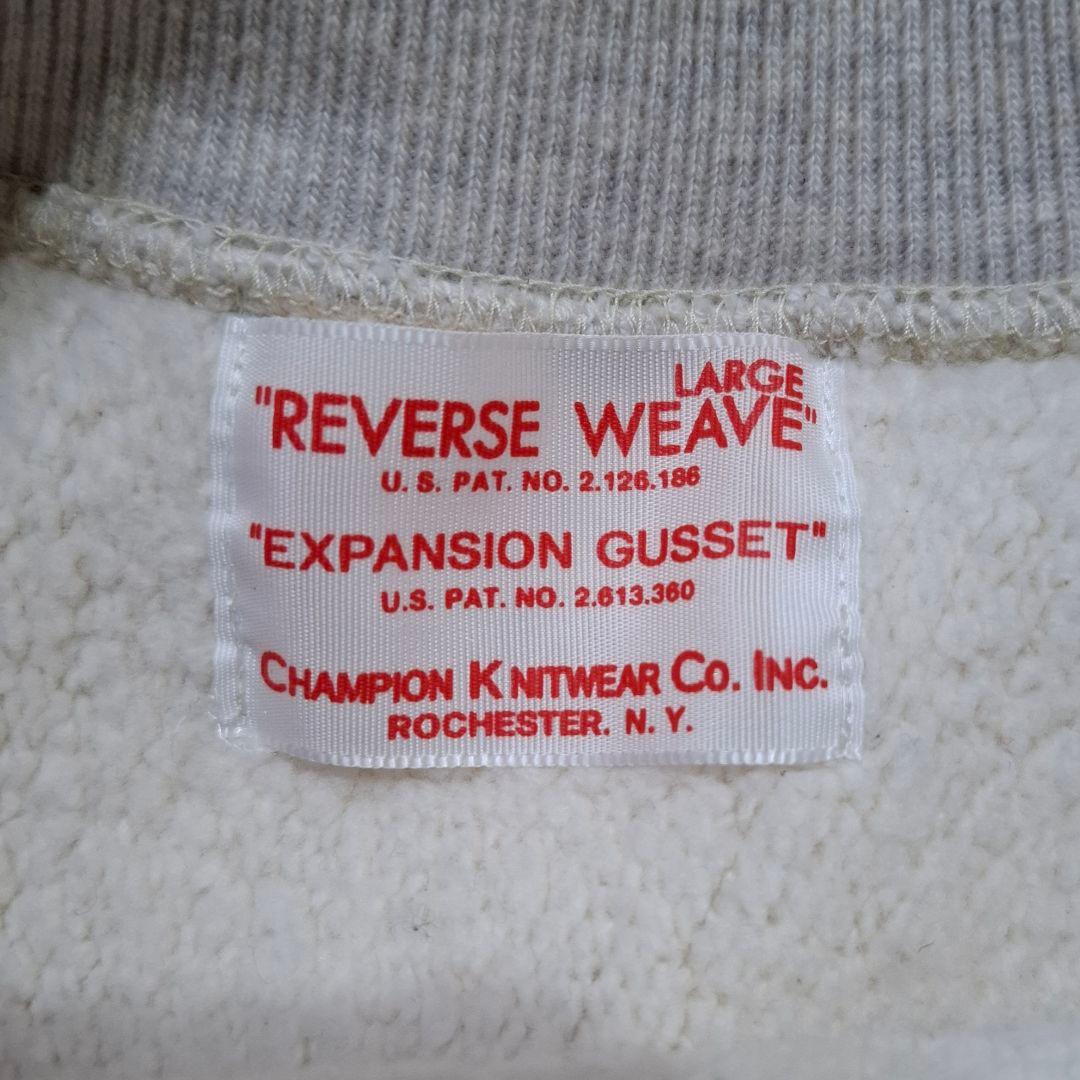 LARGE
"REVERSE WEAVE"
U. S. PAT. NO. 2.126.186
"EXPANSION GUSSET"
U.S. PAT. NO. 2.613.360
CHAMPION KNITWEAR CO. INC.
ROCHESTER. N. Y.